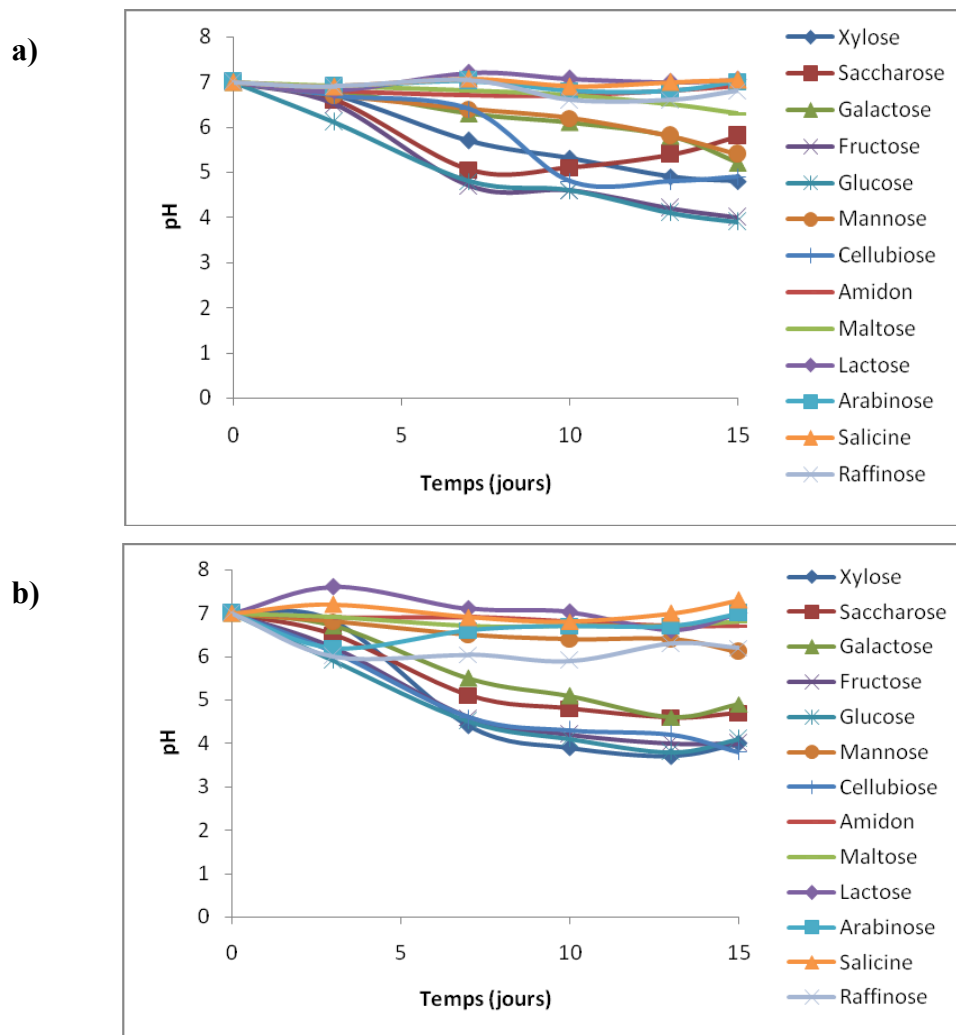 a)
8
7
6
5
4
3
2
1
0
pH
0 5 10 15
Temps (jours)
Xylose
Saccharose
Galactose
Fructose
Glucose
Mannose
Cellubiose
Amidon
Maltose
Lactose
Arabinose
Salicine
Raffinose
b)
8
7
6
5
4
3
2
1
0
pH
0 5 10 15
Temps (jours)
Xylose
Saccharose
Galactose
Fructose
Glucose
Mannose
Cellubiose
Amidon
Maltose
Lactose
Arabinose
Salicine
Raffinose